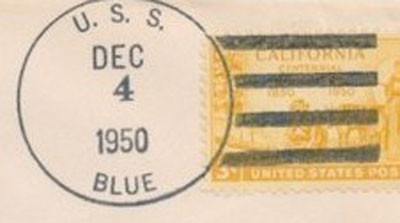 U. S. S.
DEC
4
1950
BLUE
CALIFORNIA
CENTENNIAL
1850 1950
3¢
UNITED STATES POS